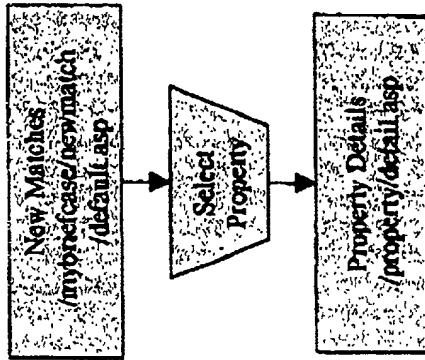 New Matches
/mybriefcase/newmatch
/default.asp
Select
Property
Property Details
/property/detail.asp